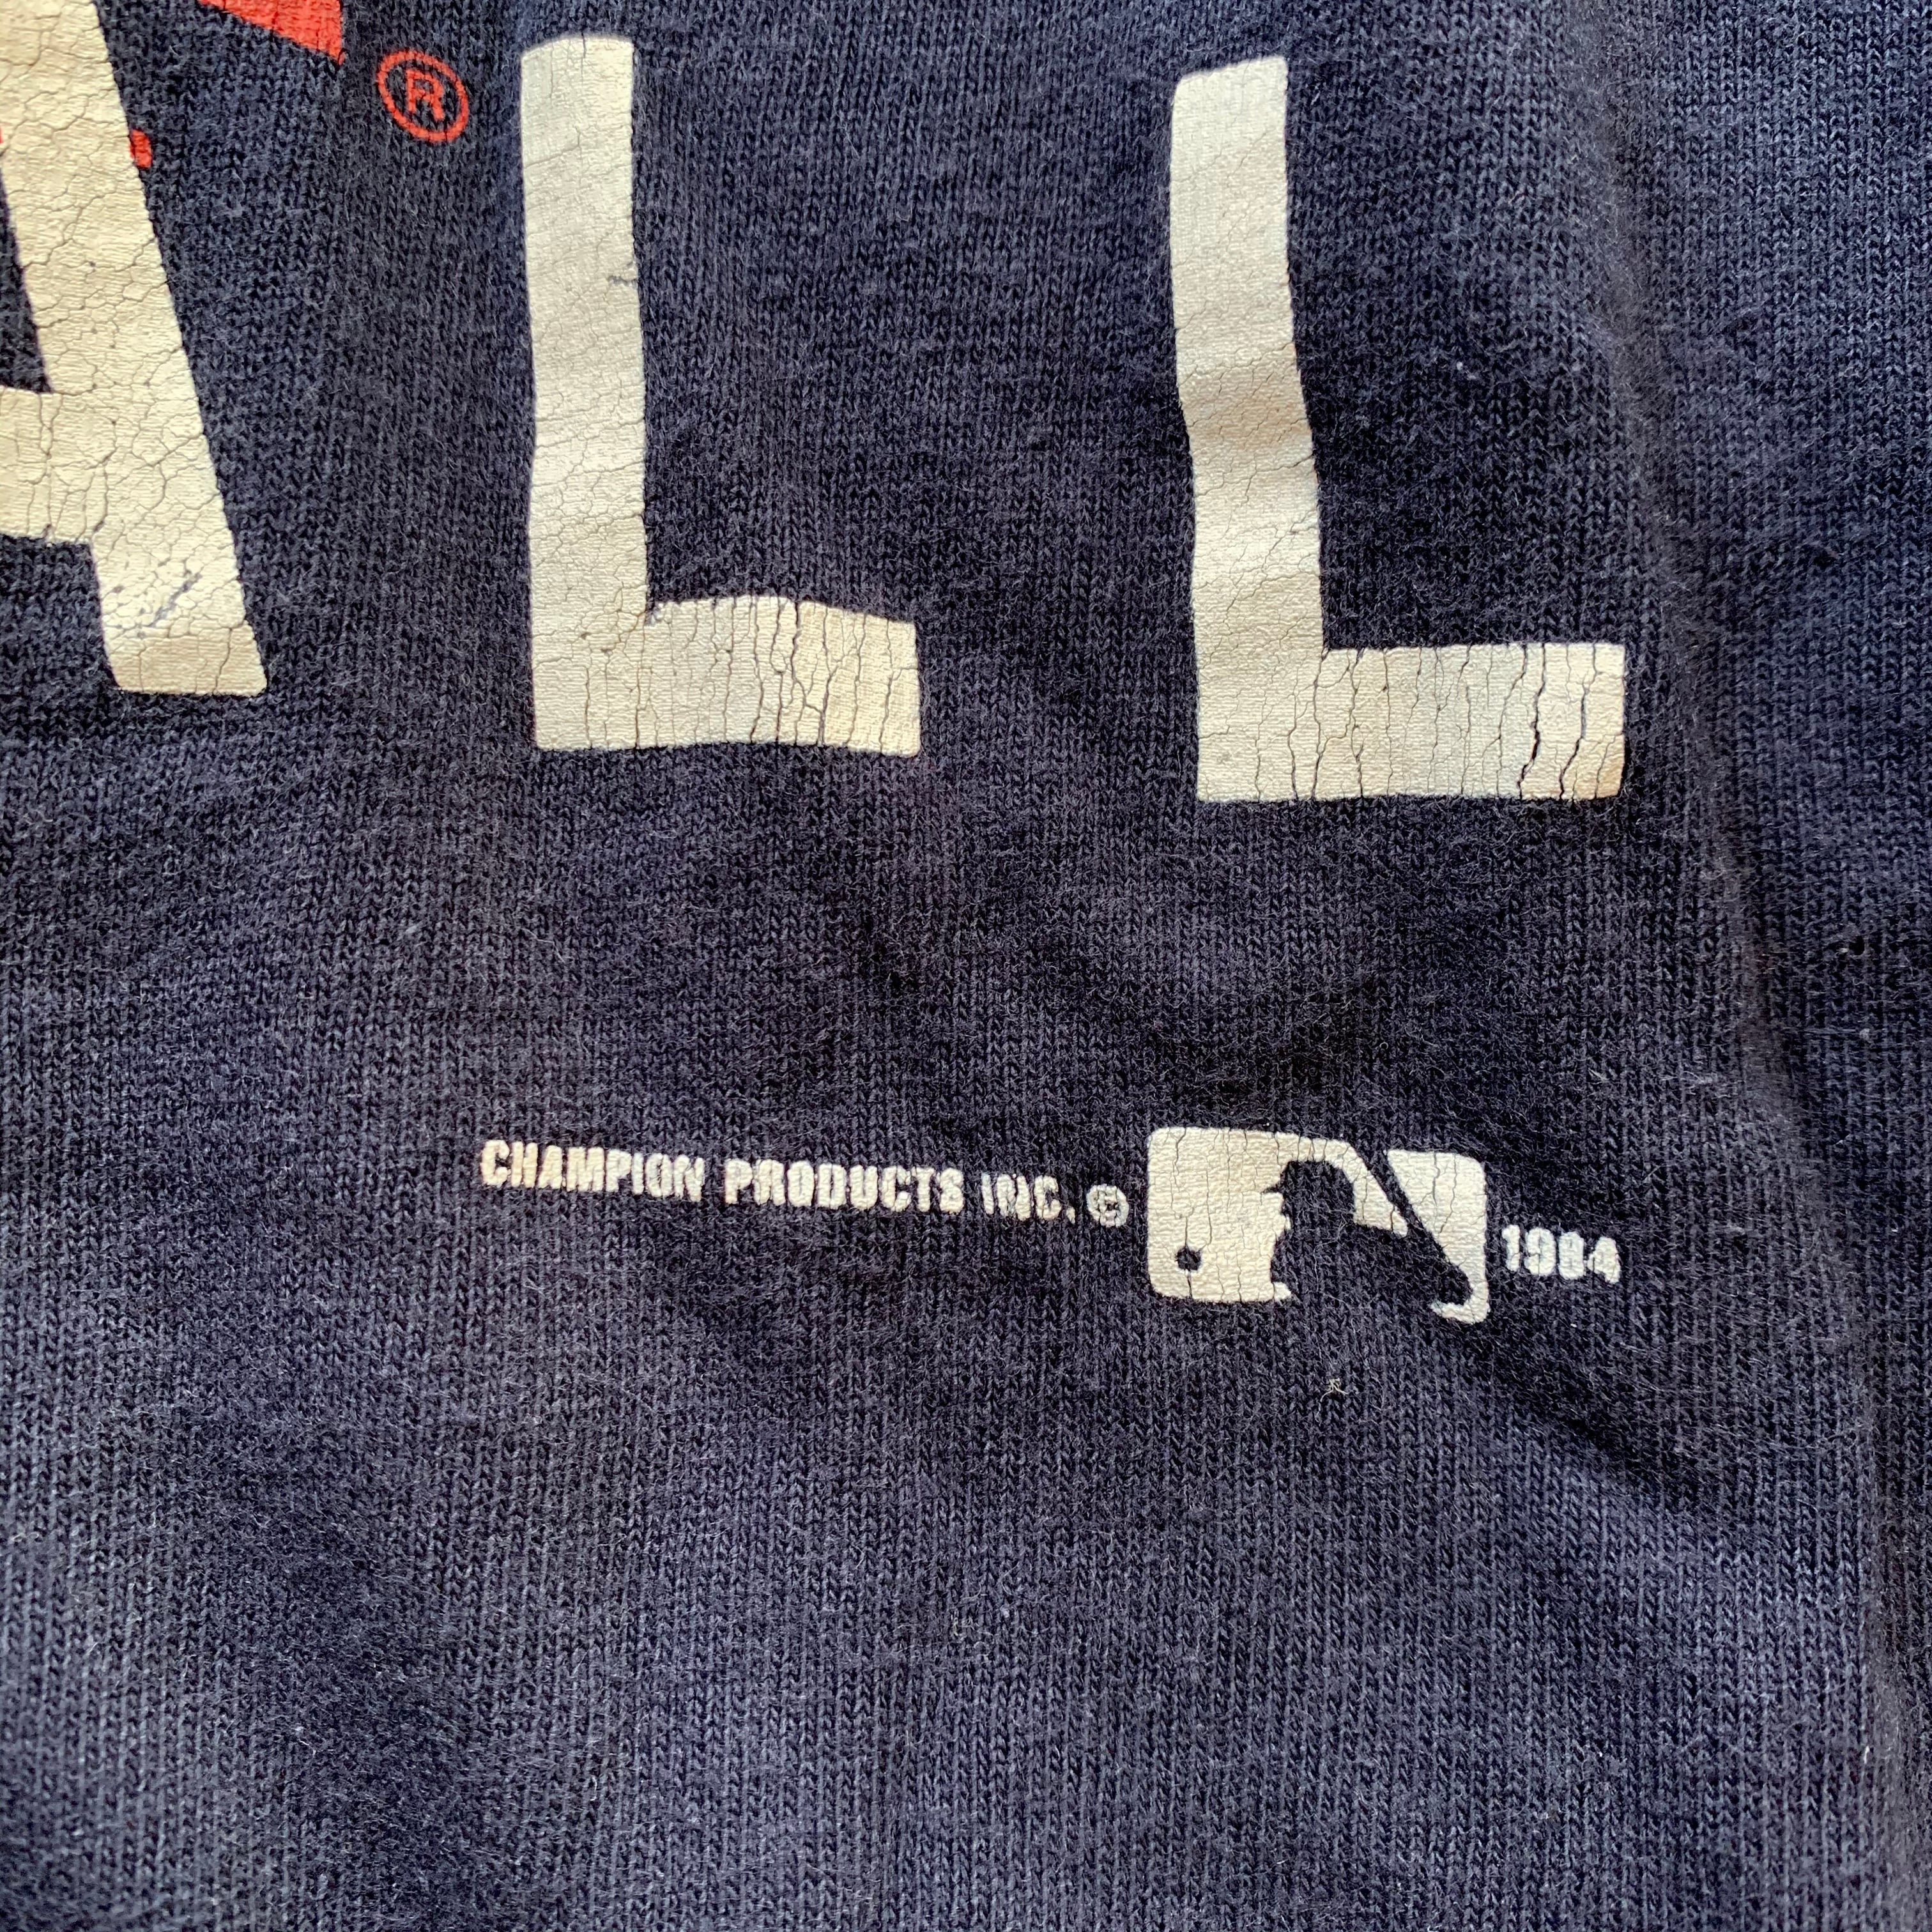 ALL
®
CHAMPION PRODUCTS INC. © 1994